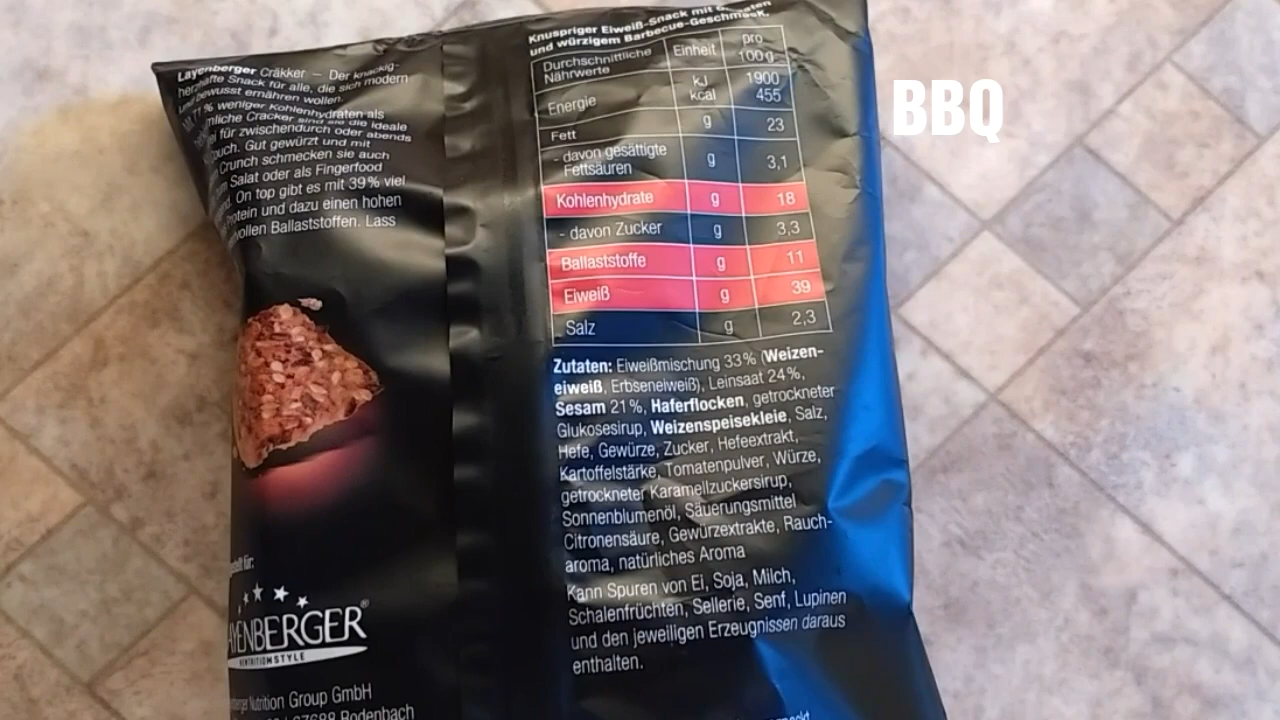 Layenberger Cräkker – Der knackig-
herzhafte Snack für alle, die sich modern
und bewusst ernähren wollen.
Mit 71 % weniger Kohlenhydraten als
Cracker sind sie die ideale
für zwischendurch oder abends
Couch. Gut gewürzt und mit
Crunch schmecken sie auch
Salat oder als Fingerfood
On top gibt es mit 39 % viel
Protein und dazu einen hohen
Ballaststoffen. Lass
LAYENBERGER®
NUTRITIONSTYLE
Nutrition Group GmbH
67688 Rodenbach
Knuspriger Eiweiß-Snack mit
und würzigem Barbecue-Geschmack.
Durchschnittliche Nährwerte Einheit pro 100 g
Energie kJ kcal 1900 455
Fett g 23
- davon gesättigte Fettsäuren g 3,1
Kohlenhydrate g 18
- davon Zucker g 3,3
Ballaststoffe g 11
Eiweiß g 39
Salz g 2,3
Zutaten: Eiweißmischung 33 % (Weizen-
eiweiß, Erbseneiweiß), Leinsaat 24 %,
Sesam 21 %, Haferflocken, getrockneter
Glukosesirup, Weizenspeisekleie, Salz,
Hefe, Gewürze, Zucker, Hefeextrakt,
Kartoffelstärke, Tomatenpulver, Würze,
getrockneter Karamellzuckersirup,
Sonnenblumenöl, Säuerungsmittel
Citronensäure, Gewürzextrakte, Rauch-
aroma, natürliches Aroma
Kann Spuren von Ei, Soja, Milch,
Schalenfrüchten, Sellerie, Senf, Lupinen
und den jeweiligen Erzeugnissen daraus
enthalten.
BBQ